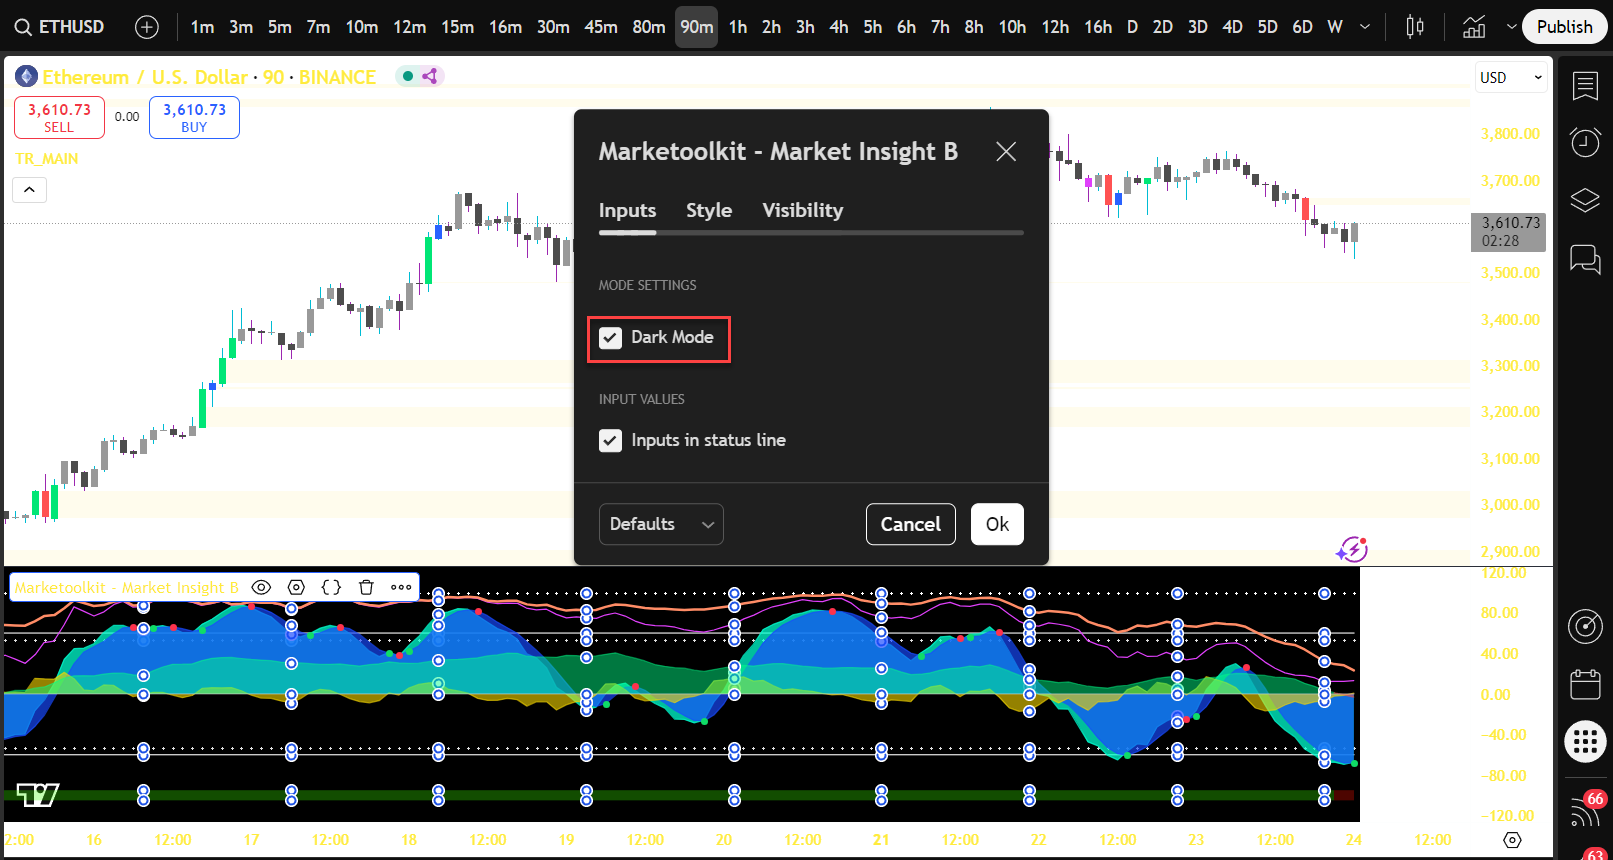 ETHUSD 1m 3m 5m 7m 10m 12m 15m 16m 30m 45m 80m 90m 1h 2h 3h 4h 5h 6h 7h 8h 10h 12h 16h D 2D 3D 4D 5D 6D W Publish
Ethereum / U.S. Dollar · 90 · BINANCE
USD
3,610.73
SELL
0.00
3,610.73
BUY
TR_MAIN
Marketoolkit - Market Insight B
Inputs Style Visibility
MODE SETTINGS
Dark Mode
INPUT VALUES
Inputs in status line
Defaults Cancel Ok
3,800.00
3,700.00
3,610.73
02:28
3,500.00
3,400.00
3,300.00
3,200.00
3,100.00
3,000.00
2,900.00
Marketoolkit - Market Insight B
120.00
80.00
40.00
0.00
−40.00
−80.00
−120.00
2:00 16 12:00 17 12:00 18 12:00 19 12:00 20 12:00 21 12:00 22 12:00 23 12:00 24 12:00
66
63